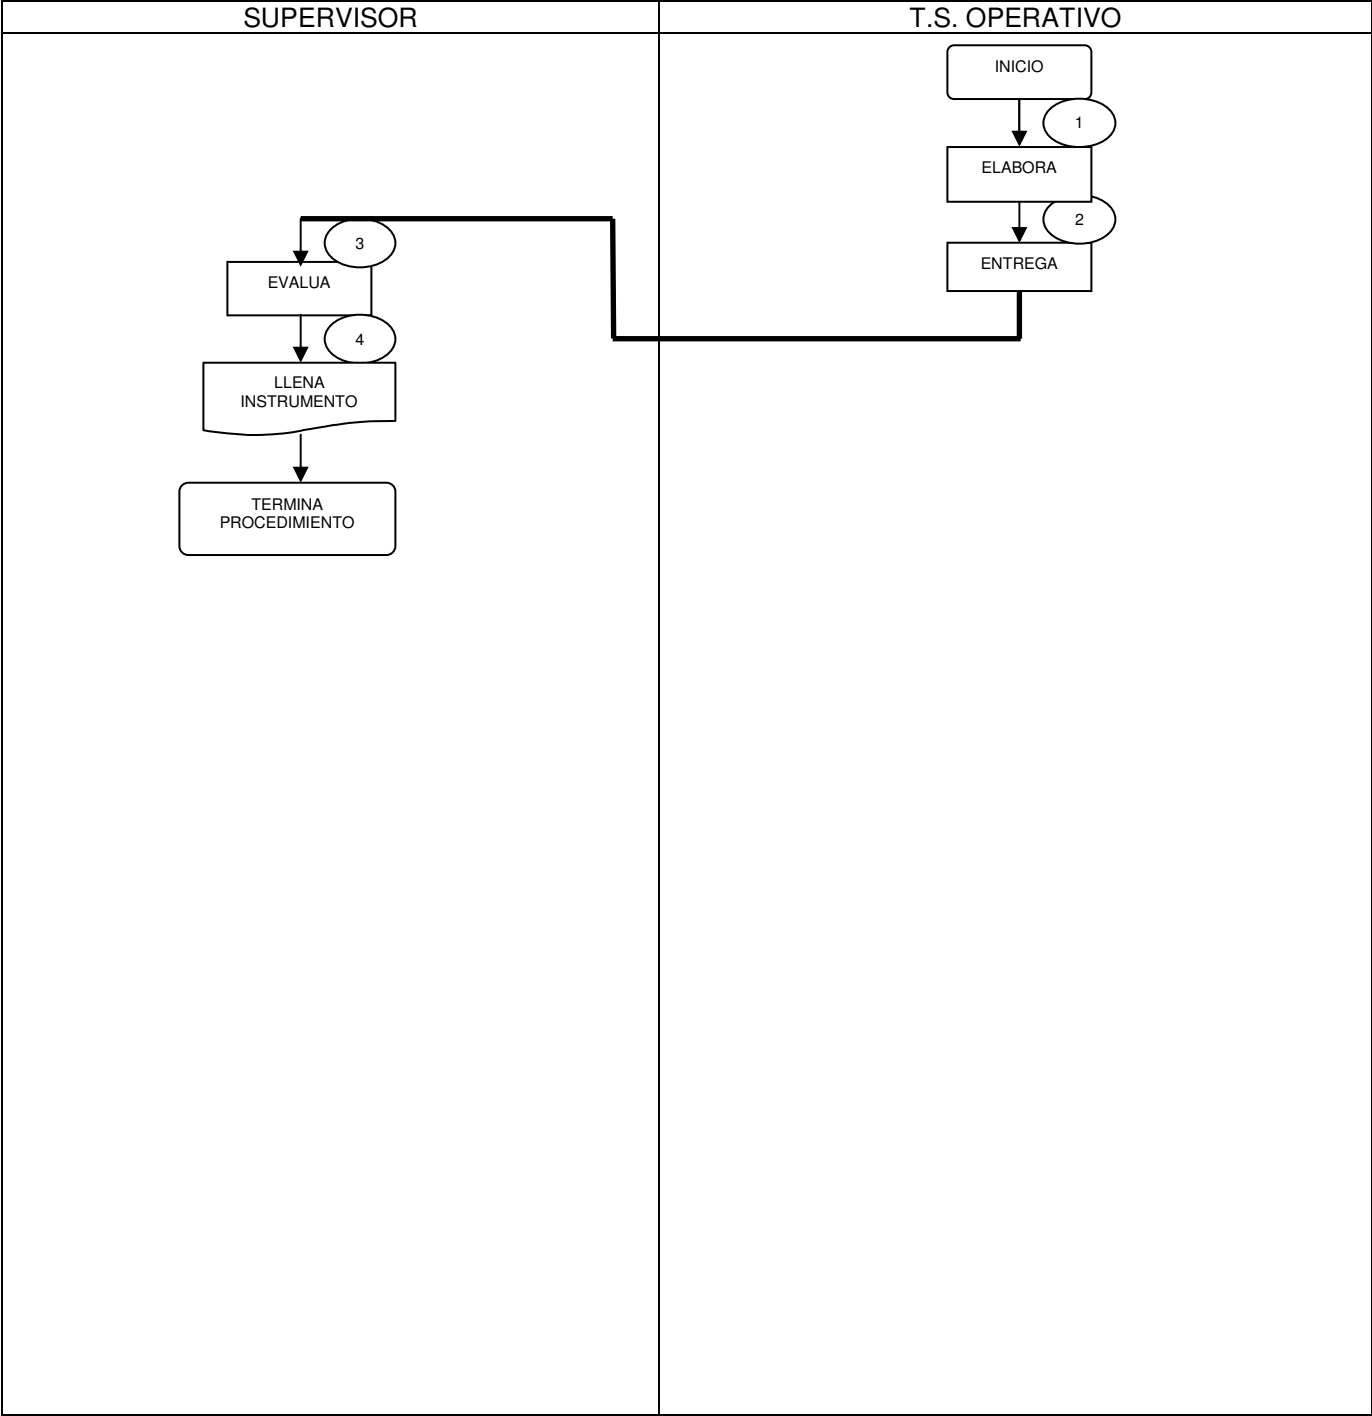 SUPERVISOR
T.S. OPERATIVO
INICIO
1
ELABORA
2
ENTREGA
3
EVALUA
4
LLENA
INSTRUMENTO
TERMINA
PROCEDIMIENTO